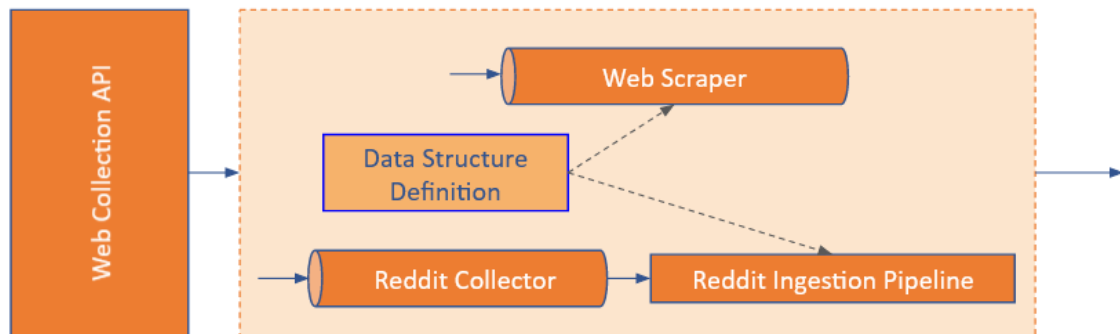 Web Collection API
Web Scraper
Data Structure
Definition
Reddit Collector
Reddit Ingestion Pipeline